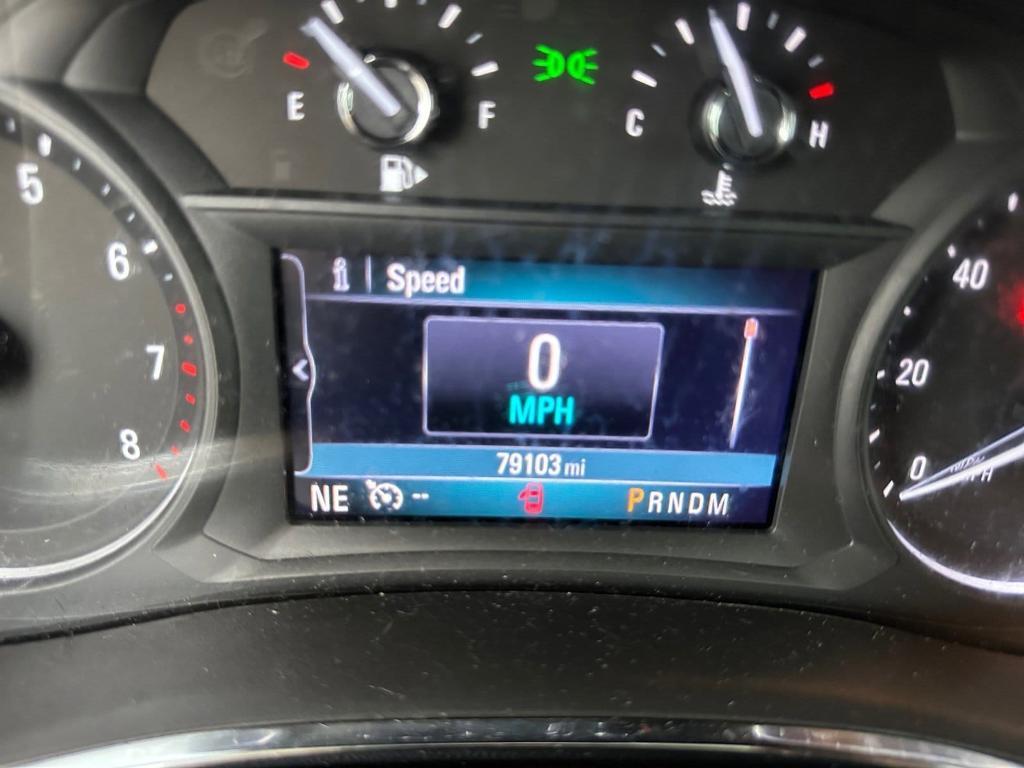 E F
C H
5
6
7
8
i Speed
0
MPH
79103 mi
NE -- PRNDM
40
20
0